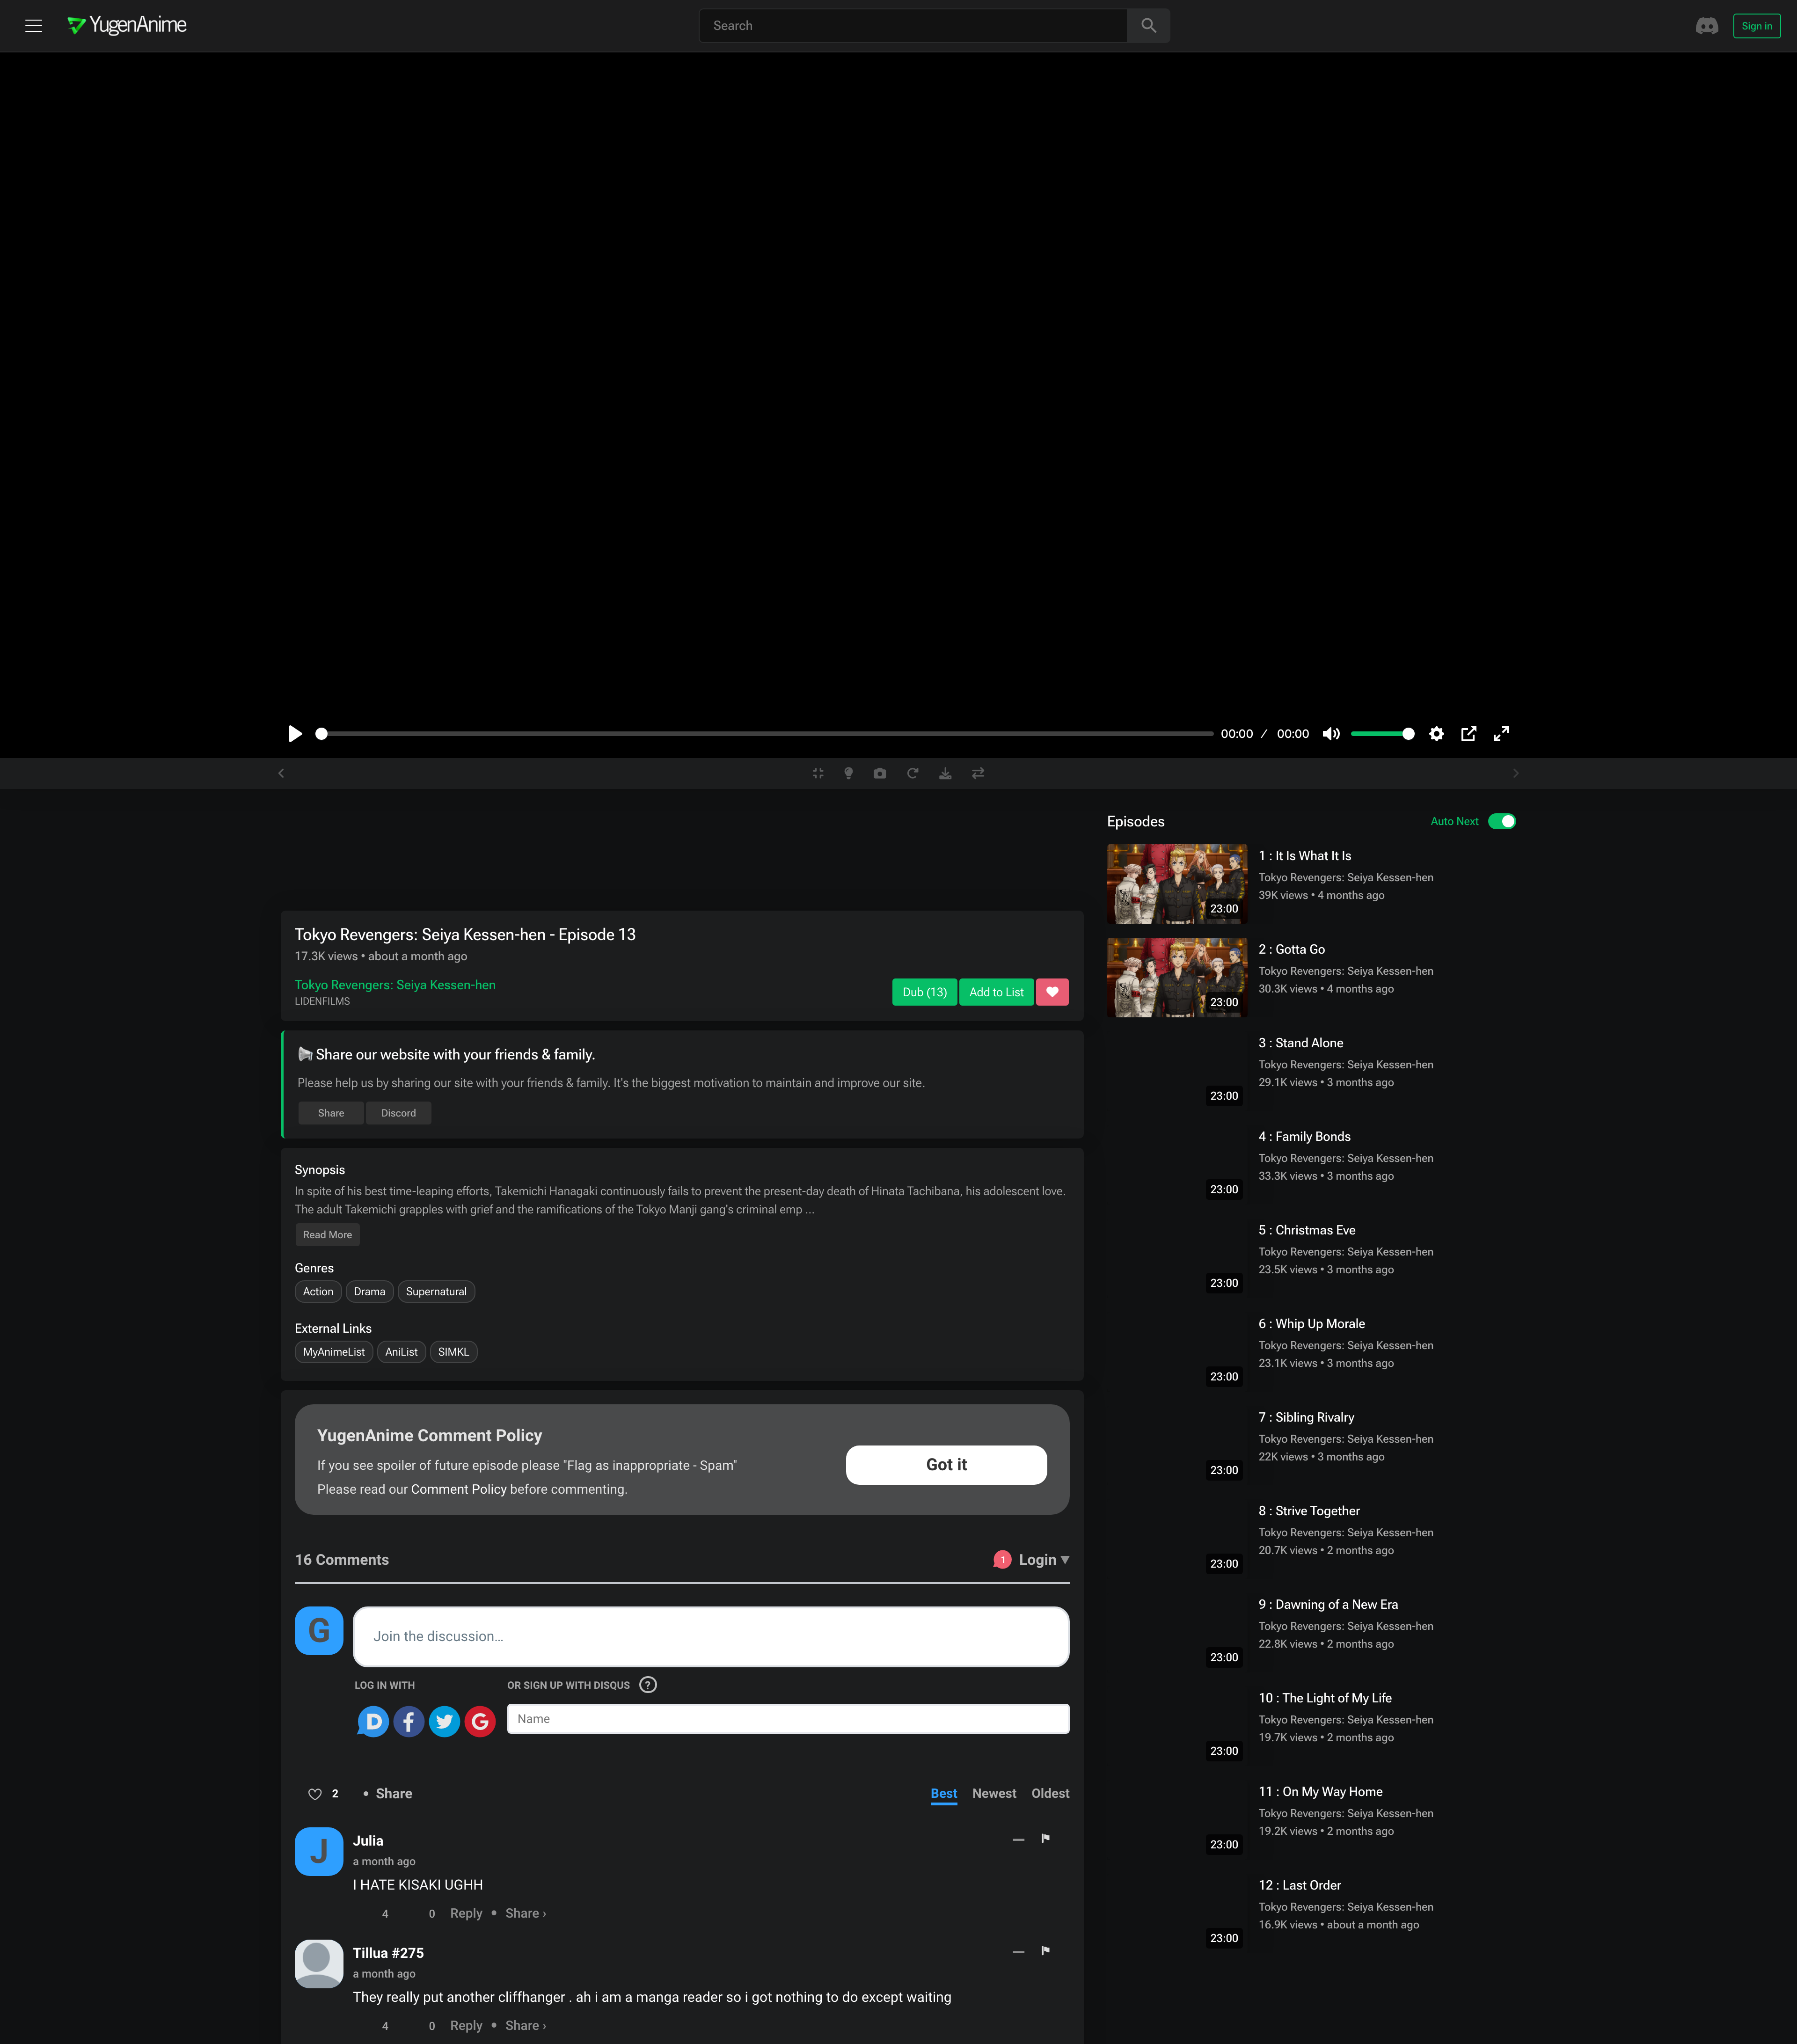 YugenAnime
Search
Sign in
00:00 / 00:00
Tokyo Revengers: Seiya Kessen-hen - Episode 13
17.3K views • about a month ago
Tokyo Revengers: Seiya Kessen-hen
LIDENFILMS
Dub (13)
Add to List
Share our website with your friends & family.
Please help us by sharing our site with your friends & family. It's the biggest motivation to maintain and improve our site.
Share
Discord
Synopsis
In spite of his best time-leaping efforts, Takemichi Hanagaki continuously fails to prevent the present-day death of Hinata Tachibana, his adolescent love.
The adult Takemichi grapples with grief and the ramifications of the Tokyo Manji gang's criminal emp ...
Read More
Genres
Action
Drama
Supernatural
External Links
MyAnimeList
AniList
SIMKL
YugenAnime Comment Policy
If you see spoiler of future episode please "Flag as inappropriate - Spam"
Please read our Comment Policy before commenting.
Got it
16 Comments
1
Login
G
Join the discussion...
LOG IN WITH
OR SIGN UP WITH DISQUS ?
D
f
G
Name
2
• Share
Best
Newest
Oldest
J
Julia
a month ago
I HATE KISAKI UGHH
4
0
Reply • Share ›
Tillua #275
a month ago
They really put another cliffhanger . ah i am a manga reader so i got nothing to do except waiting
4
0
Reply • Share ›
Episodes
Auto Next
23:00
1 : It Is What It Is
Tokyo Revengers: Seiya Kessen-hen
39K views • 4 months ago
23:00
2 : Gotta Go
Tokyo Revengers: Seiya Kessen-hen
30.3K views • 4 months ago
23:00
3 : Stand Alone
Tokyo Revengers: Seiya Kessen-hen
29.1K views • 3 months ago
23:00
4 : Family Bonds
Tokyo Revengers: Seiya Kessen-hen
33.3K views • 3 months ago
23:00
5 : Christmas Eve
Tokyo Revengers: Seiya Kessen-hen
23.5K views • 3 months ago
23:00
6 : Whip Up Morale
Tokyo Revengers: Seiya Kessen-hen
23.1K views • 3 months ago
23:00
7 : Sibling Rivalry
Tokyo Revengers: Seiya Kessen-hen
22K views • 3 months ago
23:00
8 : Strive Together
Tokyo Revengers: Seiya Kessen-hen
20.7K views • 2 months ago
23:00
9 : Dawning of a New Era
Tokyo Revengers: Seiya Kessen-hen
22.8K views • 2 months ago
23:00
10 : The Light of My Life
Tokyo Revengers: Seiya Kessen-hen
19.7K views • 2 months ago
23:00
11 : On My Way Home
Tokyo Revengers: Seiya Kessen-hen
19.2K views • 2 months ago
23:00
12 : Last Order
Tokyo Revengers: Seiya Kessen-hen
16.9K views • about a month ago
23:00